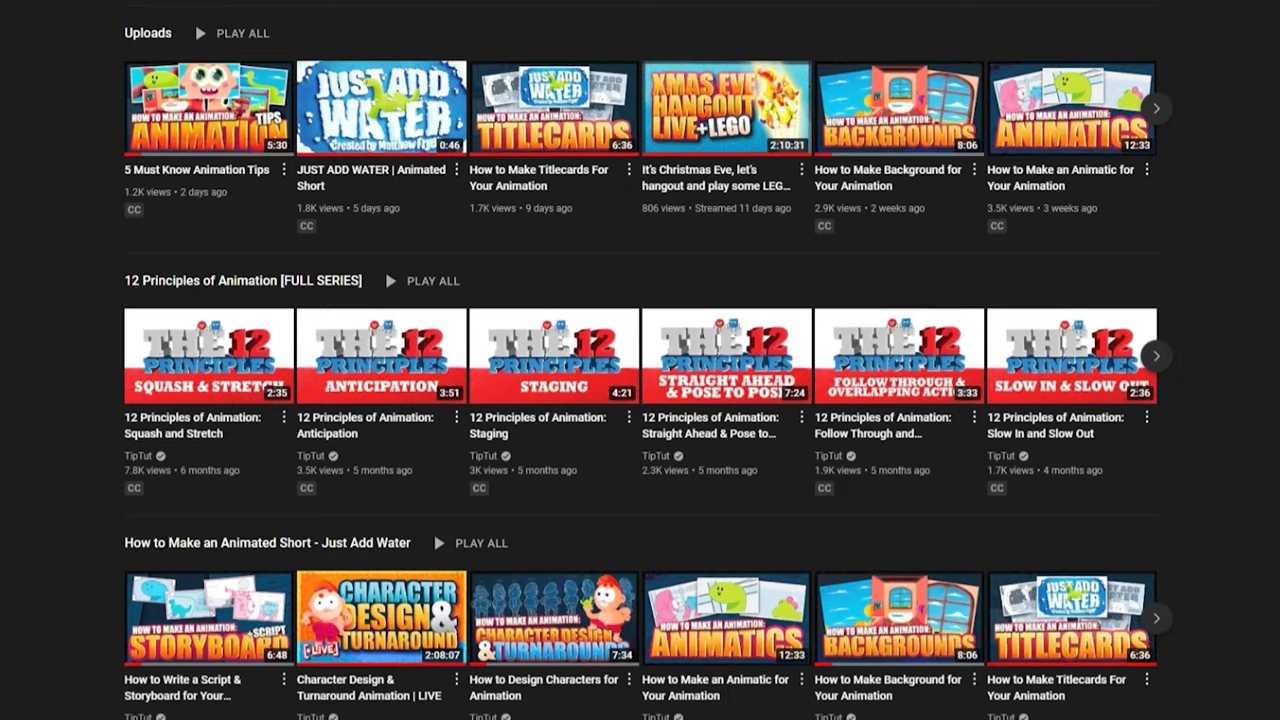 Uploads PLAY ALL
HOW TO MAKE AN ANIMATION: TIPS
ANIMATION
5:30
JUST ADD
WATER
Created by Matthew Fryer
0:46
JUST ADD
WATER
HOW TO MAKE AN ANIMATION:
TITLECARDS
6:36
XMAS EVE
HANGOUT
LIVE+LEGO
2:10:31
HOW TO MAKE AN ANIMATION:
BACKGROUNDS
8:06
HOW TO MAKE AN ANIMATION:
ANIMATICS
12:33
5 Must Know Animation Tips
1.2K views • 2 days ago
CC
JUST ADD WATER | Animated
Short
1.8K views • 5 days ago
CC
How to Make Titlecards For
Your Animation
1.7K views • 9 days ago
It's Christmas Eve, let's
hangout and play some LEG...
806 views • Streamed 11 days ago
How to Make Background for
Your Animation
2.9K views • 2 weeks ago
CC
How to Make an Animatic for
Your Animation
3.5K views • 3 weeks ago
CC
12 Principles of Animation [FULL SERIES] PLAY ALL
THE 12
PRINCIPLES
SQUASH & STRETCH
2:35
THE 12
PRINCIPLES
ANTICIPATION
3:51
THE 12
PRINCIPLES
STAGING
4:21
THE 12
PRINCIPLES
STRAIGHT AHEAD
& POSE TO POSE
7:24
THE 12
PRINCIPLES
FOLLOW THROUGH &
OVERLAPPING ACTI
3:33
THE 12
PRINCIPLES
SLOW IN & SLOW OUT
2:36
12 Principles of Animation:
Squash and Stretch
TipTut
7.8K views • 6 months ago
CC
12 Principles of Animation:
Anticipation
TipTut
3.5K views • 5 months ago
CC
12 Principles of Animation:
Staging
TipTut
3K views • 5 months ago
CC
12 Principles of Animation:
Straight Ahead & Pose to...
TipTut
2.3K views • 5 months ago
12 Principles of Animation:
Follow Through and...
TipTut
1.9K views • 5 months ago
CC
12 Principles of Animation:
Slow In and Slow Out
TipTut
1.7K views • 4 months ago
CC
How to Make an Animated Short - Just Add Water PLAY ALL
HOW TO MAKE AN ANIMATION: +SCRIPT
STORYBOAR
6:48
CHARACTER
DESIGN &
TURNAROUND
[LIVE]
2:08:07
HOW TO MAKE AN ANIMATION:
CHARACTER DESIGN
& TURNAROUND
7:34
HOW TO MAKE AN ANIMATION:
ANIMATICS
12:33
HOW TO MAKE AN ANIMATION:
BACKGROUNDS
8:06
JUST ADD
WATER
HOW TO MAKE AN ANIMATION:
TITLECARDS
6:36
How to Write a Script &
Storyboard for Your...
TipTut
Character Design &
Turnaround Animation | LIVE
TipTut
How to Design Characters for
Animation
TipTut
How to Make an Animatic for
Your Animation
TipTut
How to Make Background for
Your Animation
TipTut
How to Make Titlecards For
Your Animation
TipTut